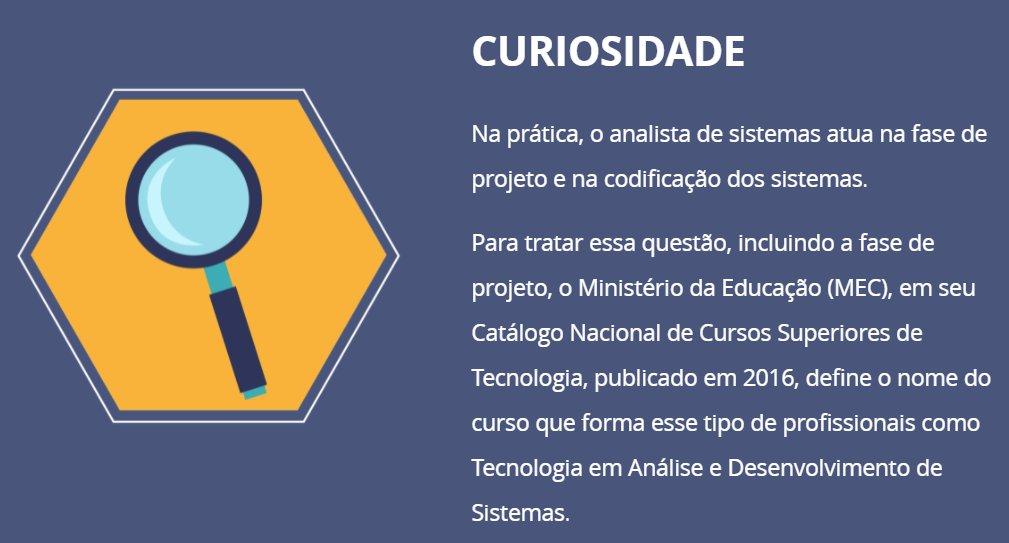 CURIOSIDADE
Na prática, o analista de sistemas atua na fase de
projeto e na codificação dos sistemas.
Para tratar essa questão, incluindo a fase de
projeto, o Ministério da Educação (MEC), em seu
Catálogo Nacional de Cursos Superiores de
Tecnologia, publicado em 2016, define o nome do
curso que forma esse tipo de profissionais como
Tecnologia em Análise e Desenvolvimento de
Sistemas.